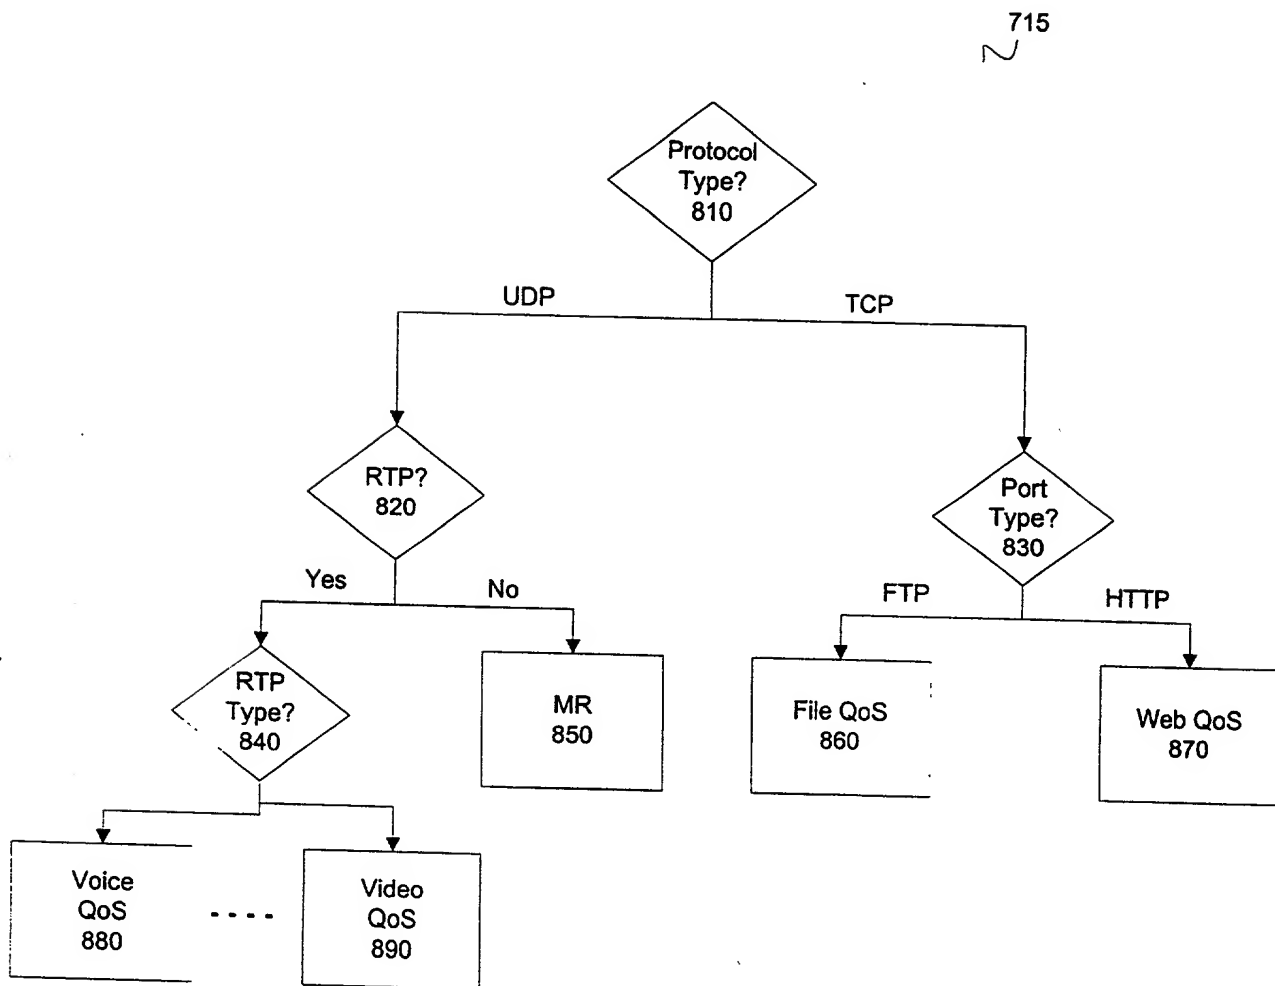 715
Protocol
Type?
810
UDP
TCP
RTP?
820
Port
Type?
830
Yes
No
FTP
HTTP
RTP
Type?
840
MR
850
File QoS
860
Web QoS
870
Voice
QoS
880
Video
QoS
890